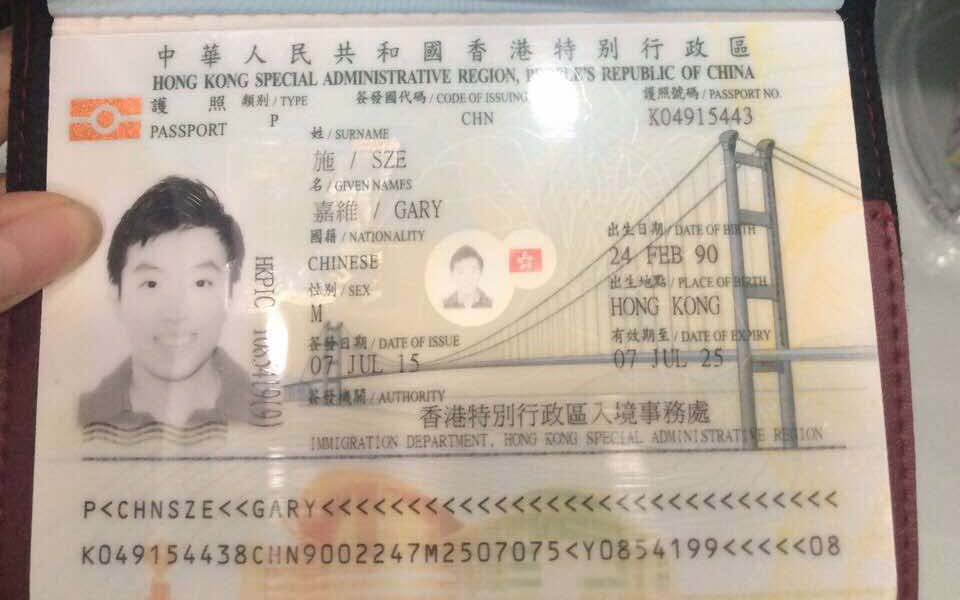 中華人民共和國香港特別行政區
HONG KONG SPECIAL ADMINISTRATIVE REGION, REPUBLIC OF CHINA
護照 類別 / TYPE 簽發國代碼 / CODE OF ISSUING 護照號碼 / PASSPORT NO.
PASSPORT P CHN K04915443
姓 / SURNAME
施 / SZE
名 / GIVEN NAMES
嘉維 / GARY
國籍 / NATIONALITY 出生日期 / DATE OF BIRTH
CHINESE 24 FEB 90
性別 / SEX 出生地點 / PLACE OF BIRTH
M HONG KONG
簽發日期 / DATE OF ISSUE 有效期至 / DATE OF EXPIRY
07 JUL 15 07 JUL 25
簽發機關 / AUTHORITY
香港特別行政區入境事務處
IMMIGRATION DEPARTMENT, HONG KONG SPECIAL ADMINISTRATIVE REGION
HKPIC
P<CHNSZE<<GARY<<<<<<<<<<<<<<<<<<<<<<<<<<<<<<
K049154438CHN9002247M2507075<Y0854199<<<<<08